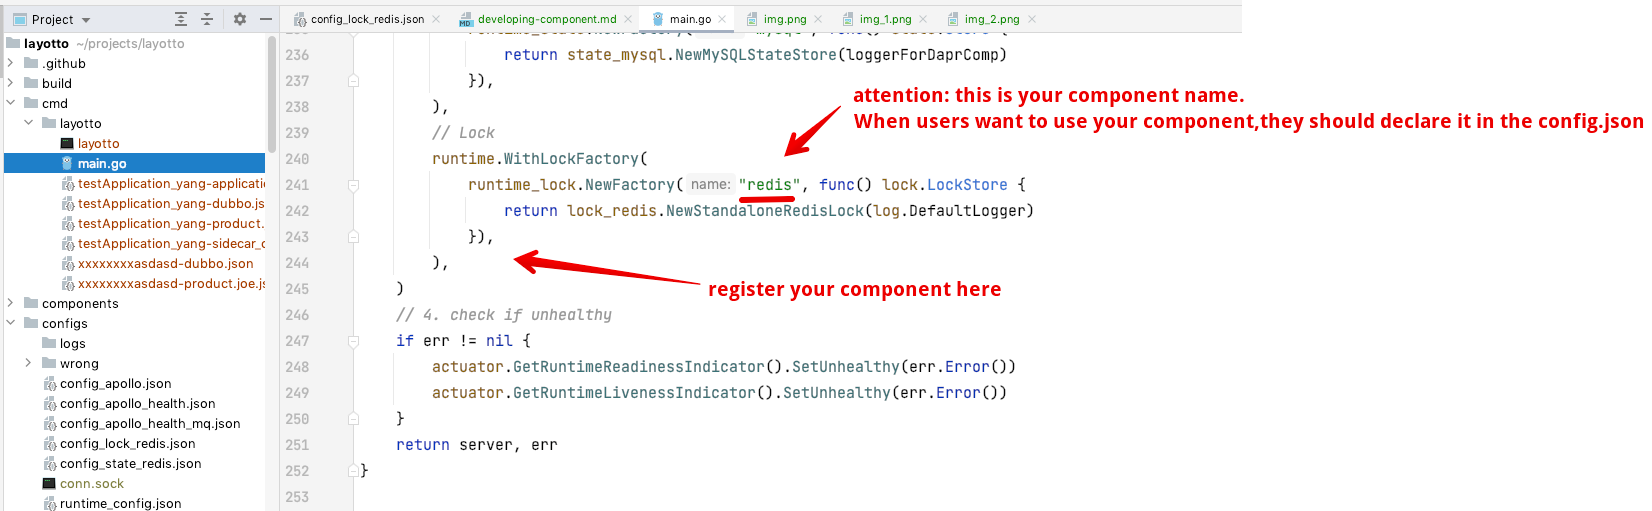 Project
config_lock_redis.json
developing-component.md
main.go
img.png
img_1.png
img_2.png
layotto ~/projects/layotto
.github
build
cmd
layotto
layotto
main.go
testApplication_yang-applicatio
testApplication_yang-dubbo.js
testApplication_yang-product.
testApplication_yang-sidecar_c
xxxxxxxxasdasd-dubbo.json
xxxxxxxxasdasd-product.joe.js
components
configs
logs
wrong
config_apollo.json
config_apollo_health.json
config_apollo_health_mq.json
config_lock_redis.json
config_state_redis.json
conn.sock
runtime_config.json
236 return state_mysql.NewMySQLStateStore(loggerForDaprComp)
237 }),
238 ),
239 // Lock
240 runtime.WithLockFactory(
241 runtime_lock.NewFactory( name: "redis", func() lock.LockStore {
242 return lock_redis.NewStandaloneRedisLock(log.DefaultLogger)
243 }),
244 ),
245 )
246 // 4. check if unhealthy
247 if err != nil {
248 actuator.GetRuntimeReadinessIndicator().SetUnhealthy(err.Error())
249 actuator.GetRuntimeLivenessIndicator().SetUnhealthy(err.Error())
250 }
251 return server, err
252 }
253
attention: this is your component name.
When users want to use your component,they should declare it in the config.json
register your component here